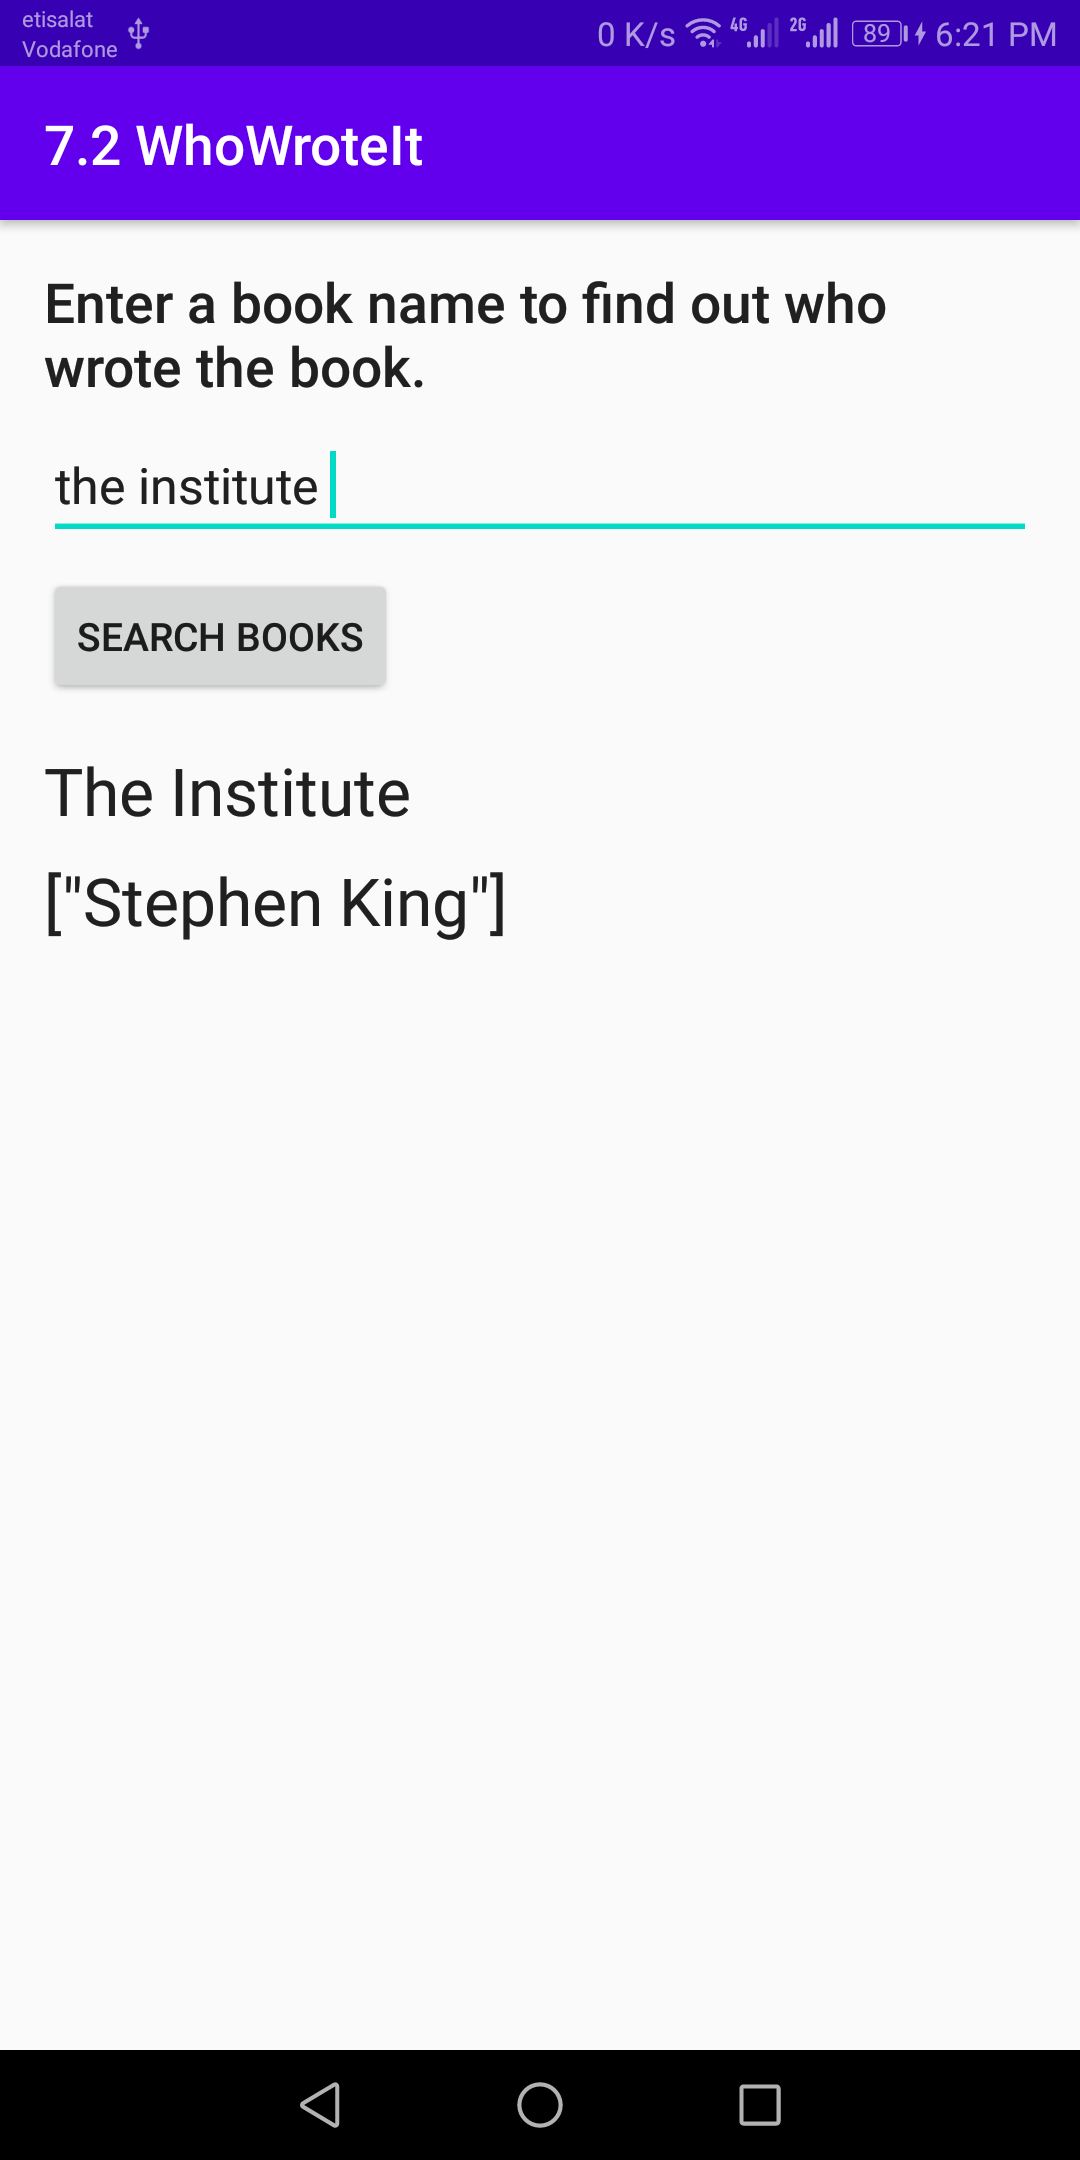 etisalat
Vodafone
0 K/s 4G 2G 89 6:21 PM
7.2 WhoWroteIt
Enter a book name to find out who
wrote the book.
the institute
SEARCH BOOKS
The Institute
["Stephen King"]